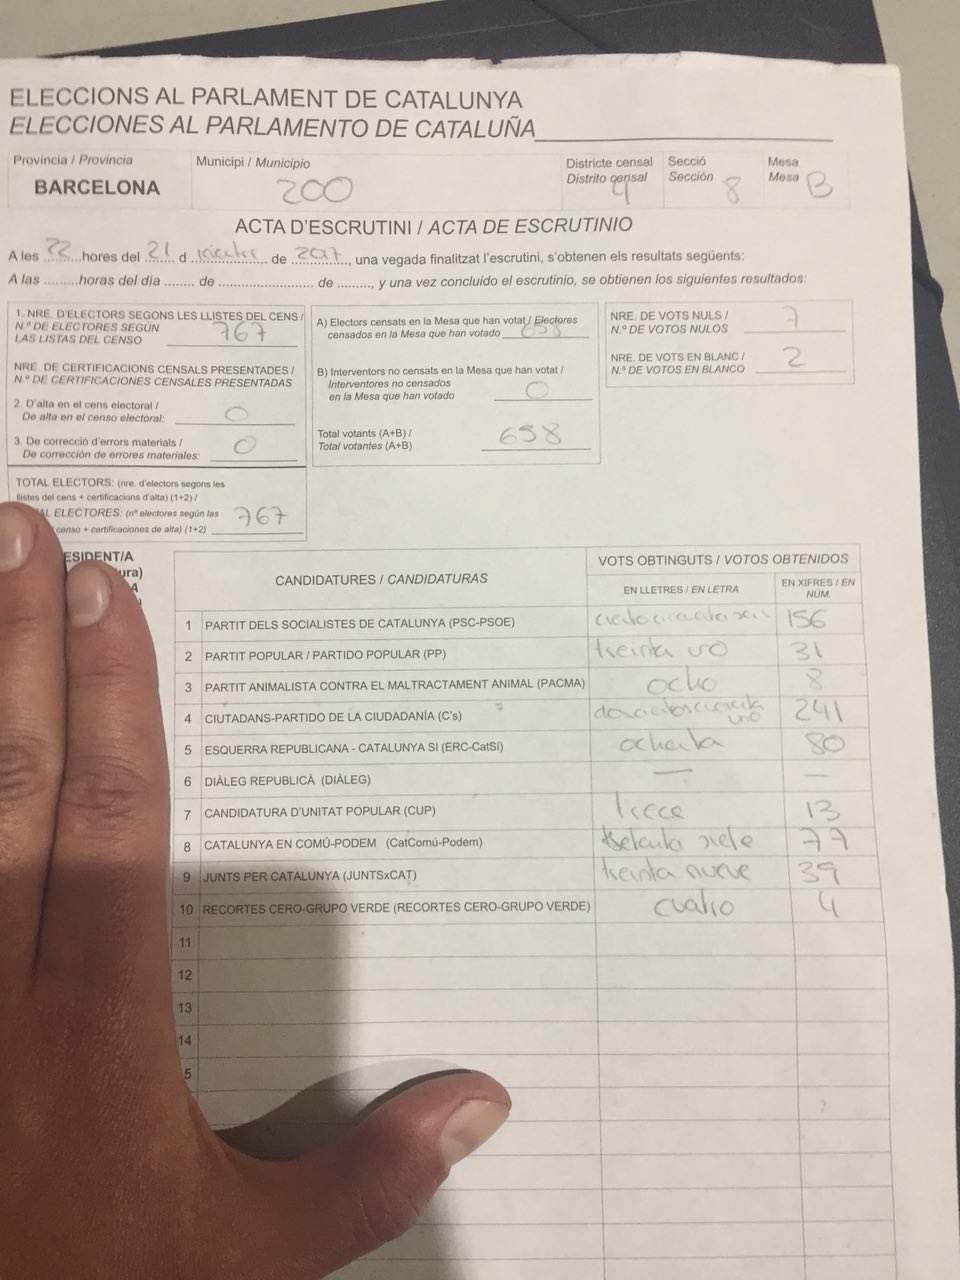 ELECCIONS AL PARLAMENT DE CATALUNYA
ELECCIONES AL PARLAMENTO DE CATALUÑA
Província / Provincia
BARCELONA
Municipi / Municipio
200
Districte censal
Distrito censal
4
Secció
Sección
8
Mesa
Mesa
B
ACTA D'ESCRUTINI / ACTA DE ESCRUTINIO
A les 22 hores del 21 d de 2017, una vegada finalitzat l'escrutini, s'obtenen els resultats següents:
A las ......... horas del día ........ de ........................ de ........., y una vez concluido el escrutinio, se obtienen los siguientes resultados:
1. NRE. D'ELECTORS SEGONS LES LLISTES DEL CENS /
N.º DE ELECTORES SEGÚN
LAS LISTAS DEL CENSO
767
NRE. DE CERTIFICACIONS CENSALS PRESENTADES /
N.º DE CERTIFICACIONES CENSALES PRESENTADAS
2. D'alta en el cens electoral /
De alta en el censo electoral:
0
3. De correcció d'errors materials /
De corrección de errores materiales:
0
TOTAL ELECTORS: (nre. d'electors segons les
llistes del cens + certificacions d'alta) (1+2) /
ELECTORES: (nº electores según las
censo + certificaciones de alta) (1+2)
767
A) Electors censats en la Mesa que han votat / Electores
censados en la Mesa que han votado
658
B) Interventors no censats en la Mesa que han votat /
Interventores no censados
en la Mesa que han votado
0
Total votants (A+B) /
Total votantes (A+B)
658
NRE. DE VOTS NULS /
N.º DE VOTOS NULOS
7
NRE. DE VOTS EN BLANC /
N.º DE VOTOS EN BLANCO
2
ESIDENT/A
ura)
A
CANDIDATURES / CANDIDATURAS
VOTS OBTINGUTS / VOTOS OBTENIDOS
EN LLETRES / EN LETRA
EN XIFRES / EN
NÚM.
1 PARTIT DELS SOCIALISTES DE CATALUNYA (PSC-PSOE) 156
2 PARTIT POPULAR / PARTIDO POPULAR (PP) treinta uno 31
3 PARTIT ANIMALISTA CONTRA EL MALTRACTAMENT ANIMAL (PACMA) ocho 8
4 CIUTADANS-PARTIDO DE LA CIUDADANÍA (C's) doscientos cuarenta uno 241
5 ESQUERRA REPUBLICANA - CATALUNYA SI (ERC-CatSí) ochenta 80
6 DIÀLEG REPUBLICÀ (DIÀLEG) — —
7 CANDIDATURA D'UNITAT POPULAR (CUP) trece 13
8 CATALUNYA EN COMÚ-PODEM (CatComú-Podem) setenta siete 77
9 JUNTS PER CATALUNYA (JUNTSxCAT) treinta nueve 39
10 RECORTES CERO-GRUPO VERDE (RECORTES CERO-GRUPO VERDE) cuatro 4
11
12
13
14
5